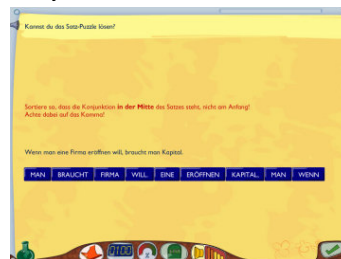 Kannst du das Satz-Puzzle lösen?
Sortiere so, dass die Konjunktion in der Mitte des Satzes steht, nicht am Anfang!
Achte dabei auf das Komma!
Wenn man eine Firma eröffnen will, braucht man Kapital.
MAN BRAUCHT FIRMA WILL EINE ERÖFFNEN KAPITAL, MAN WENN
01:00